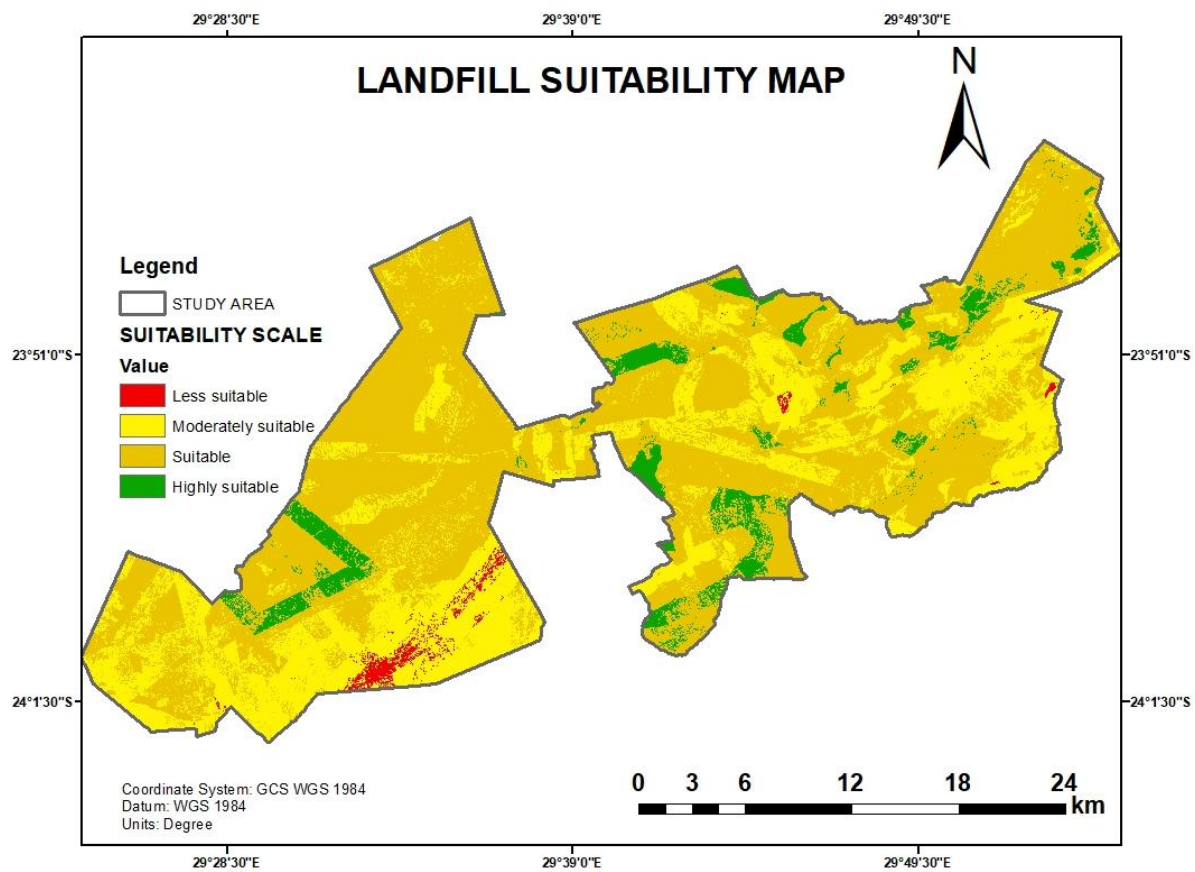 29°28'30"E 29°39'0"E 29°49'30"E
LANDFILL SUITABILITY MAP
N
Legend
STUDY AREA
SUITABILITY SCALE
Value
Less suitable
Moderately suitable
Suitable
Highly suitable
23°51'0"S 23°51'0"S
24°1'30"S 24°1'30"S
Coordinate System: GCS WGS 1984
Datum: WGS 1984
Units: Degree
0 3 6 12 18 24
km
29°28'30"E 29°39'0"E 29°49'30"E